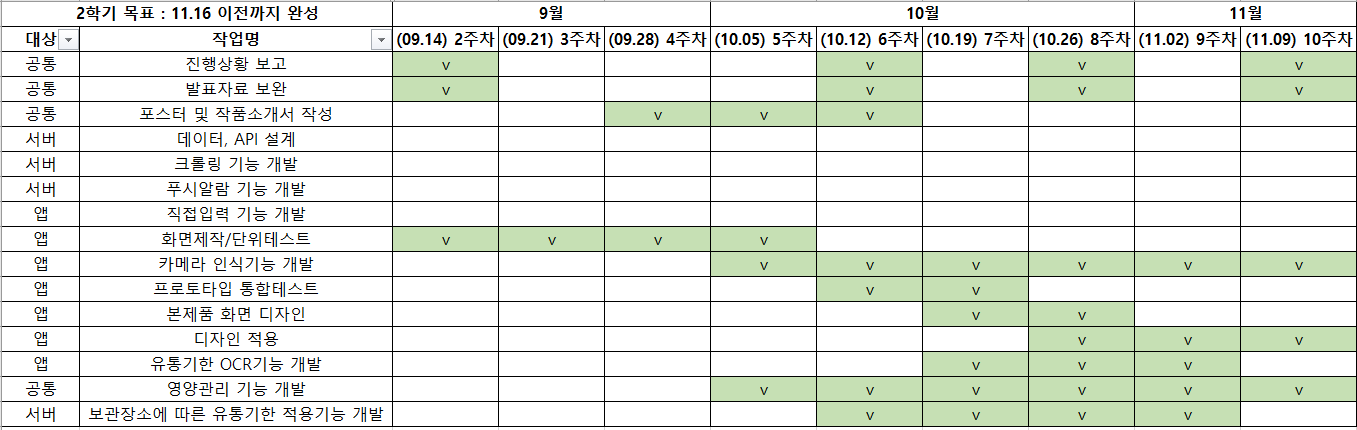 2학기 목표 : 11.16 이전까지 완성 9월 10월 11월
대상 작업명 (09.14) 2주차 (09.21) 3주차 (09.28) 4주차 (10.05) 5주차 (10.12) 6주차 (10.19) 7주차 (10.26) 8주차 (11.02) 9주차 (11.09) 10주차
공통 진행상황 보고 v v v v
공통 발표자료 보완 v v v v
공통 포스터 및 작품소개서 작성 v v v
서버 데이터, API 설계
서버 크롤링 기능 개발
서버 푸시알람 기능 개발
앱 직접입력 기능 개발
앱 화면제작/단위테스트 v v v v
앱 카메라 인식기능 개발 v v v v v v
앱 프로토타입 통합테스트 v v
앱 본제품 화면 디자인 v v
앱 디자인 적용 v v v
앱 유통기한 OCR기능 개발 v v v
공통 영양관리 기능 개발 v v v v v v
서버 보관장소에 따른 유통기한 적용기능 개발 v v v v